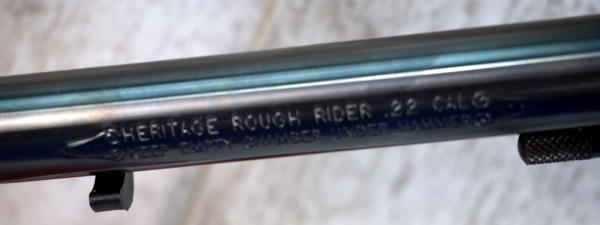 HERITAGE ROUGH RIDER .22 CAL
KEEP EMPTY CHAMBER UNDER HAMMER